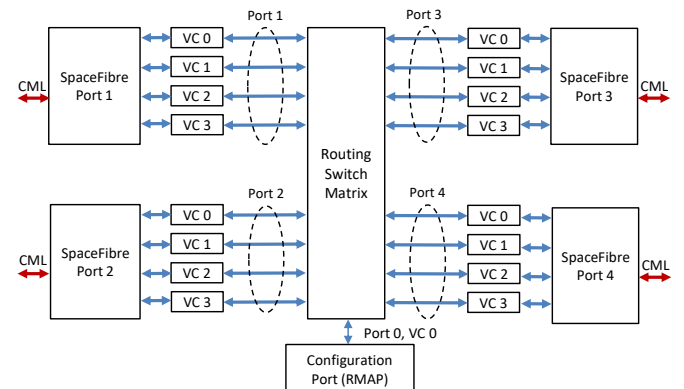 Port 1
Port 3
VC 0
VC 0
SpaceFibre
Port 1
VC 1
VC 1
SpaceFibre
Port 3
CML
CML
VC 2
VC 2
VC 3
VC 3
Routing
Switch
Matrix
Port 2
Port 4
VC 0
VC 0
SpaceFibre
Port 2
VC 1
VC 1
SpaceFibre
Port 4
CML
CML
VC 2
VC 2
VC 3
VC 3
Port 0, VC 0
Configuration
Port (RMAP)